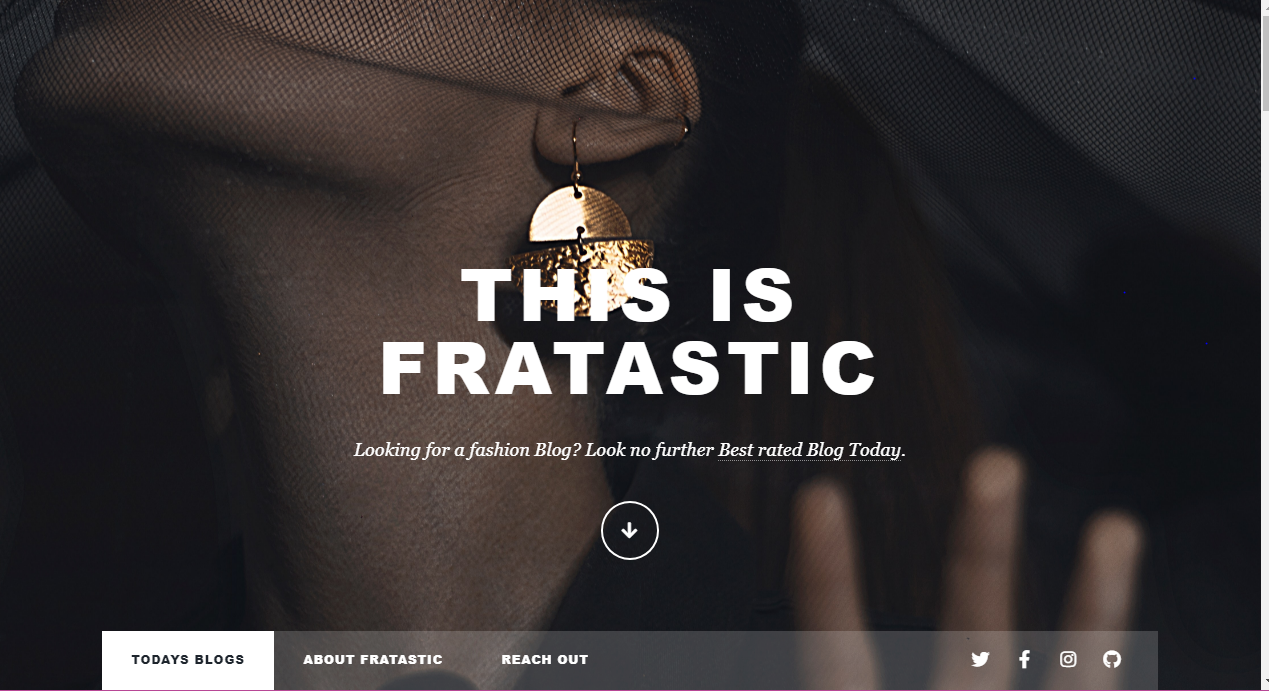 THIS IS
FRATASTIC
Looking for a fashion Blog? Look no further Best rated Blog Today.
TODAYS BLOGS ABOUT FRATASTIC REACH OUT